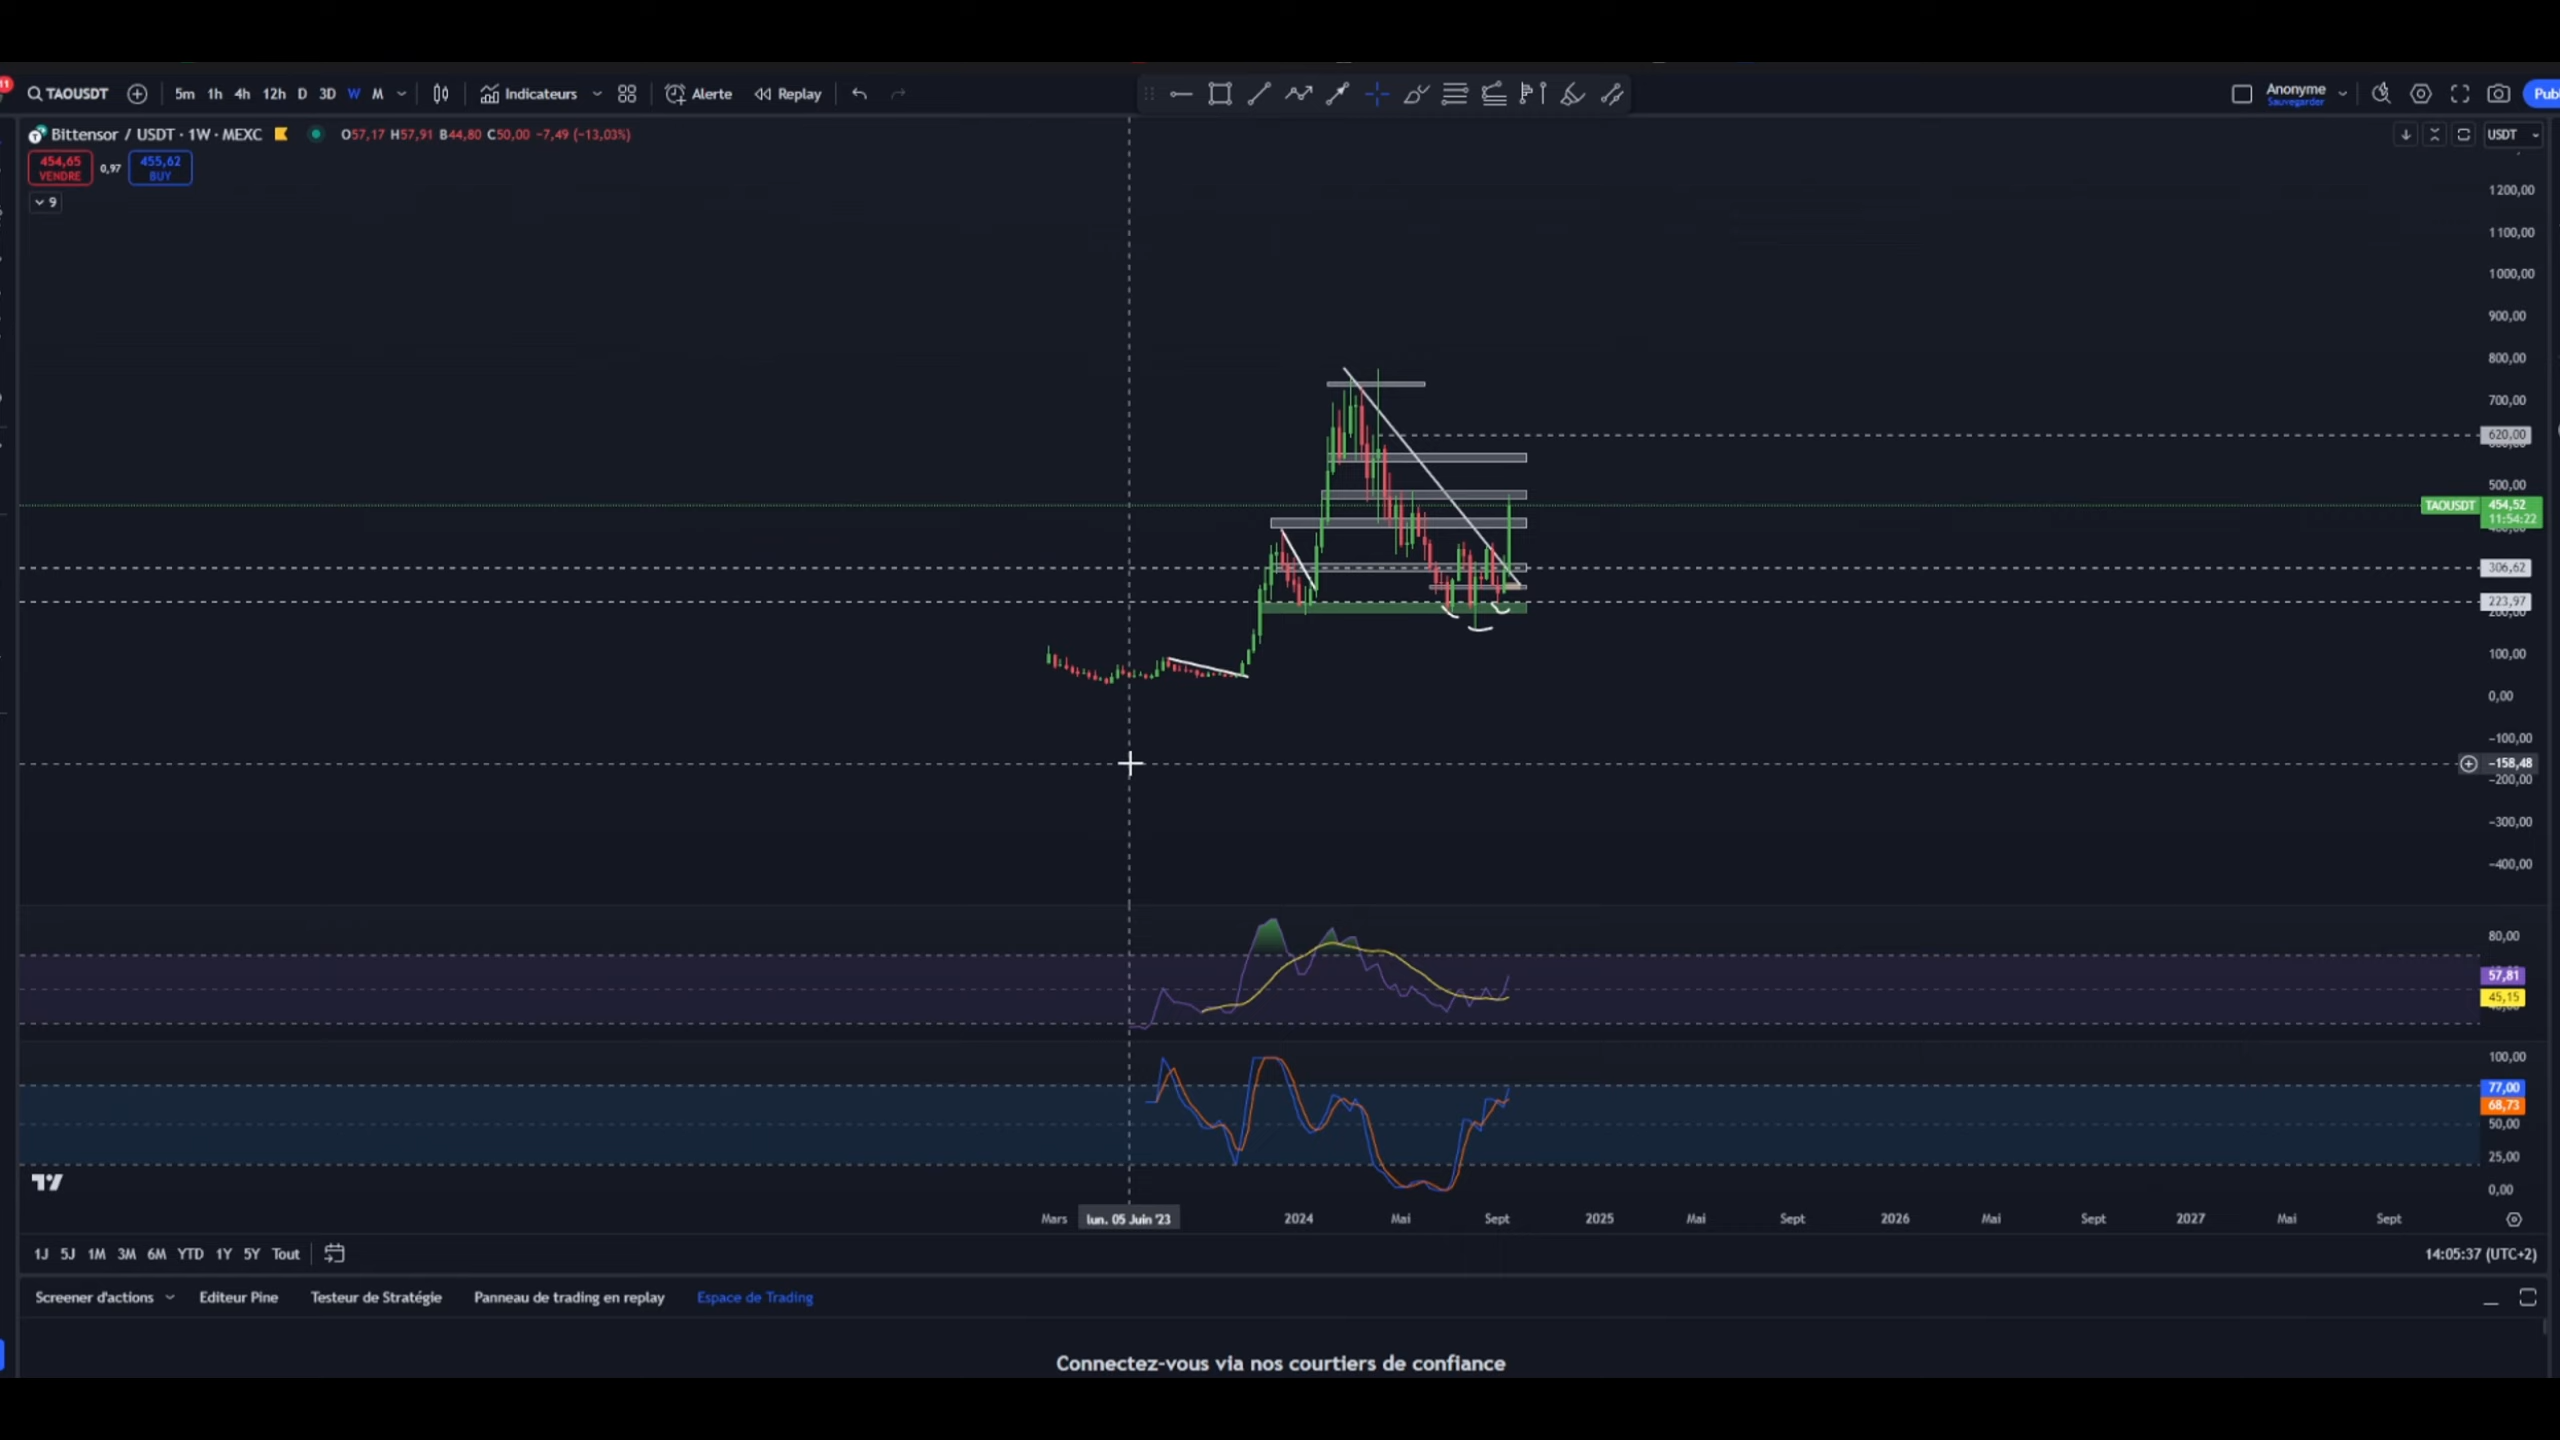 11
TAOUSDT 5m 1h 4h 12h D 3D W M Indicateurs Alerte Replay Anonyme
Sauvegarder
Publ
Bittensor / USDT · 1W · MEXC O57,17 H57,91 B44,80 C50,00 −7,49 (−13,03%) USDT
454,65 0,97 455,62
VENDRE BUY
9
1200,00
1100,00
1000,00
900,00
800,00
700,00
620,00
500,00
TAOUSDT 454,52
11:54:22
306,62
223,97
100,00
0,00
−100,00
−158,48
−200,00
−300,00
−400,00
80,00
57,81
45,15
100,00
77,00
68,73
50,00
25,00
0,00
Mars lun. 05 Juin '23 2024 Mai Sept 2025 Mai Sept 2026 Mai Sept 2027 Mai Sept
1J 5J 1M 3M 6M YTD 1Y 5Y Tout 14:05:37 (UTC+2)
Screener d'actions Editeur Pine Testeur de Stratégie Panneau de trading en replay Espace de Trading
Connectez-vous via nos courtiers de confiance